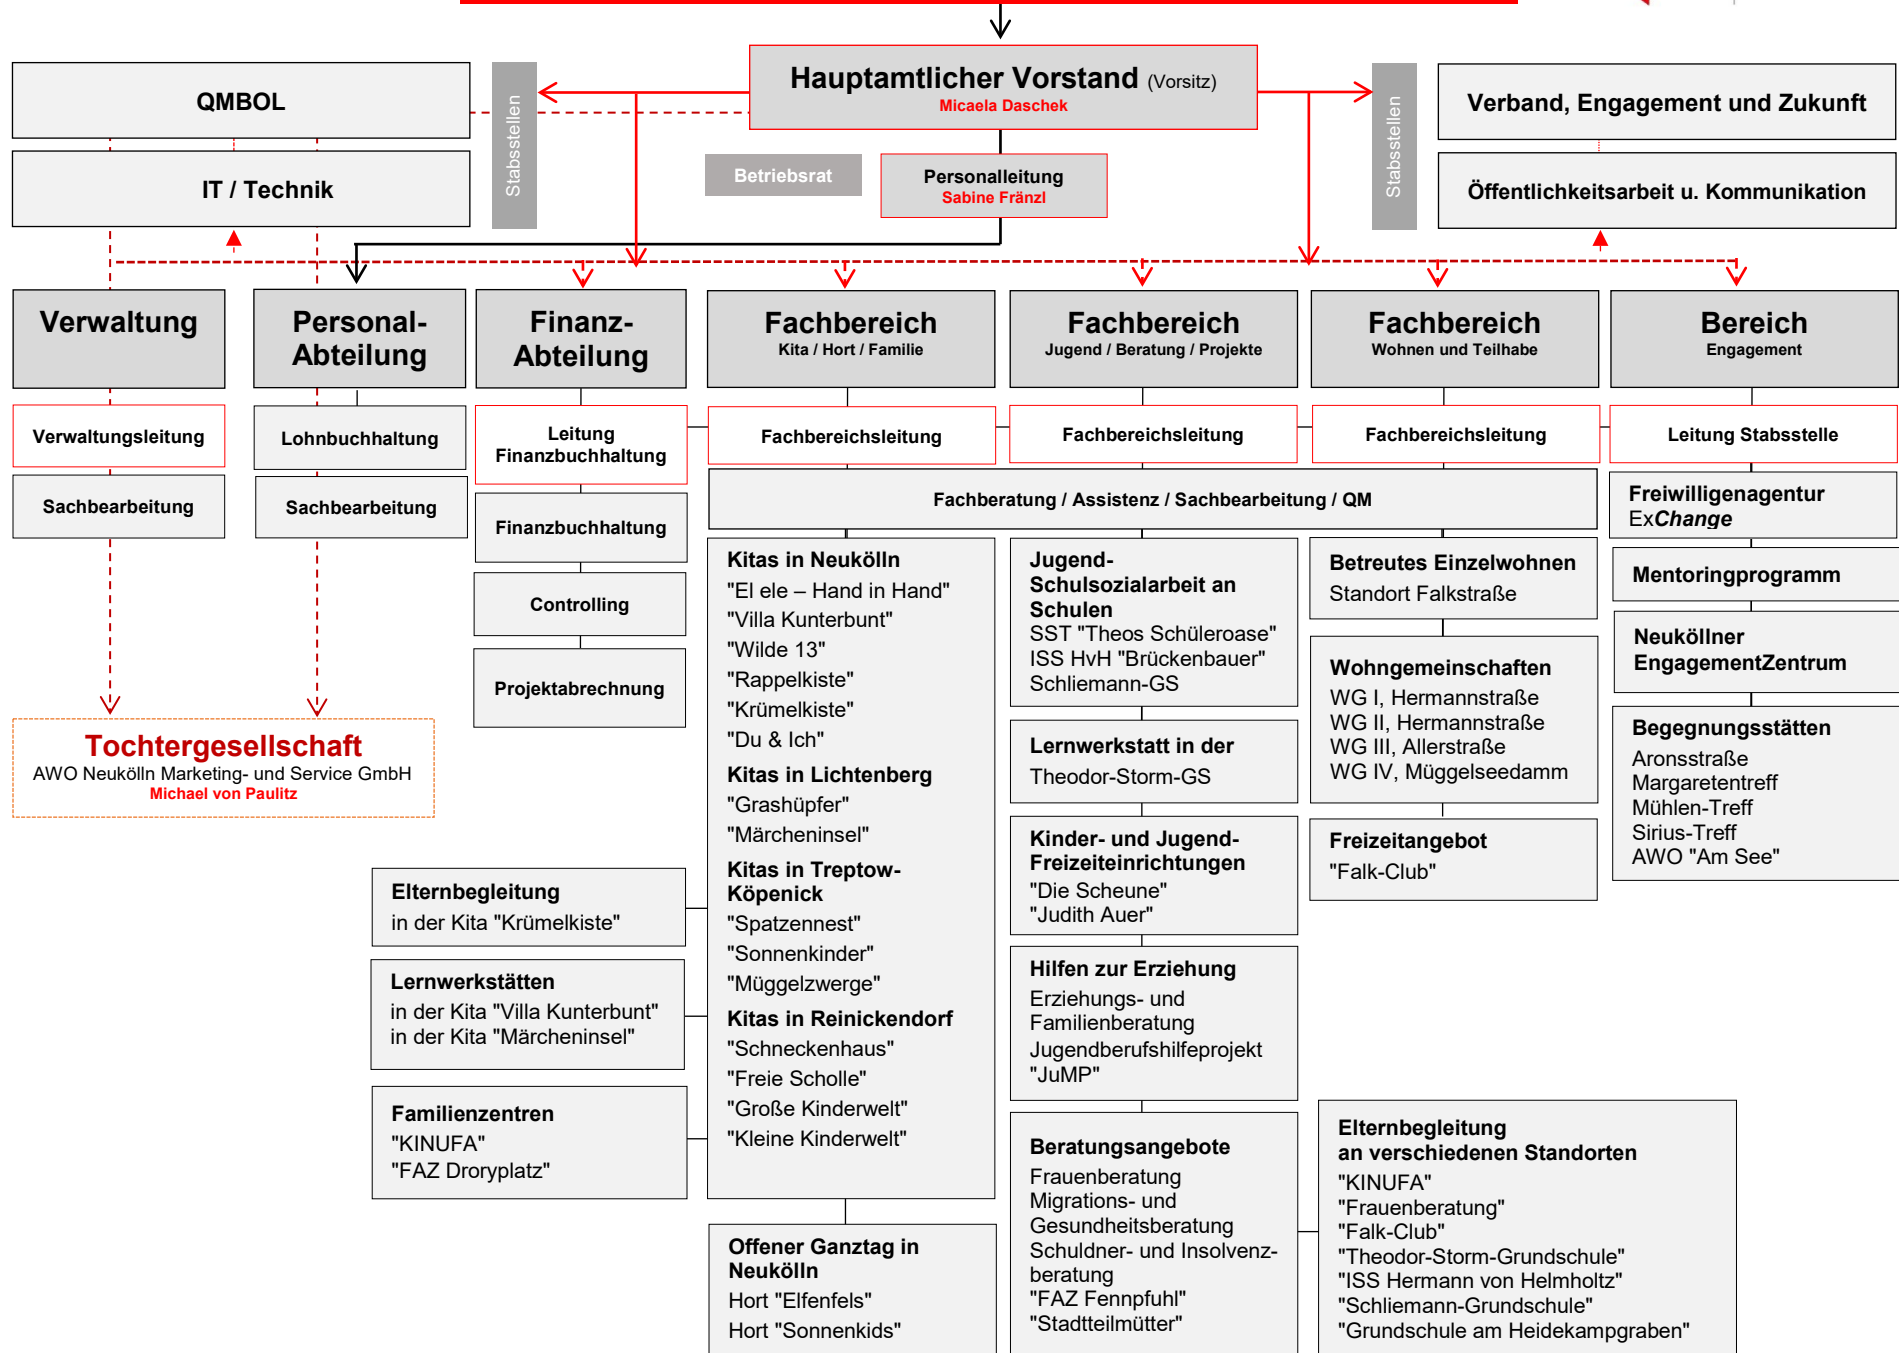 Hauptamtlicher Vorstand (Vorsitz)
Micaela Daschek
QMBOL
IT / Technik
Stabsstellen
Betriebsrat
Personalleitung
Sabine Fränzl
Stabsstellen
Verband, Engagement und Zukunft
Öffentlichkeitsarbeit u. Kommunikation
Verwaltung
Verwaltungsleitung
Sachbearbeitung
Personal-
Abteilung
Lohnbuchhaltung
Sachbearbeitung
Tochtergesellschaft
AWO Neukölln Marketing- und Service GmbH
Michael von Paulitz
Finanz-
Abteilung
Leitung
Finanzbuchhaltung
Finanzbuchhaltung
Controlling
Projektabrechnung
Fachbereich
Kita / Hort / Familie
Fachbereichsleitung
Fachbereich
Jugend / Beratung / Projekte
Fachbereichsleitung
Fachbereich
Wohnen und Teilhabe
Fachbereichsleitung
Bereich
Engagement
Leitung Stabsstelle
Fachberatung / Assistenz / Sachbearbeitung / QM
Kitas in Neukölln
"El ele – Hand in Hand"
"Villa Kunterbunt"
"Wilde 13"
"Rappelkiste"
"Krümelkiste"
"Du & Ich"
Kitas in Lichtenberg
"Grashüpfer"
"Märcheninsel"
Kitas in Treptow-
Köpenick
"Spatzennest"
"Sonnenkinder"
"Müggelzwerge"
Kitas in Reinickendorf
"Schneckenhaus"
"Freie Scholle"
"Große Kinderwelt"
"Kleine Kinderwelt"
Elternbegleitung
in der Kita "Krümelkiste"
Lernwerkstätten
in der Kita "Villa Kunterbunt"
in der Kita "Märcheninsel"
Familienzentren
"KINUFA"
"FAZ Droryplatz"
Offener Ganztag in
Neukölln
Hort "Elfenfels"
Hort "Sonnenkids"
Jugend-
Schulsozialarbeit an
Schulen
SST "Theos Schüleroase"
ISS HvH "Brückenbauer"
Schliemann-GS
Lernwerkstatt in der
Theodor-Storm-GS
Kinder- und Jugend-
Freizeiteinrichtungen
"Die Scheune"
"Judith Auer"
Hilfen zur Erziehung
Erziehungs- und
Familienberatung
Jugendberufshilfeprojekt
"JuMP"
Beratungsangebote
Frauenberatung
Migrations- und
Gesundheitsberatung
Schuldner- und Insolvenz-
beratung
"FAZ Fennpfuhl"
"Stadtteilmütter"
Betreutes Einzelwohnen
Standort Falkstraße
Wohngemeinschaften
WG I, Hermannstraße
WG II, Hermannstraße
WG III, Allerstraße
WG IV, Müggelseedamm
Freizeitangebot
"Falk-Club"
Elternbegleitung
an verschiedenen Standorten
"KINUFA"
"Frauenberatung"
"Falk-Club"
"Theodor-Storm-Grundschule"
"ISS Hermann von Helmholtz"
"Schliemann-Grundschule"
"Grundschule am Heidekampgraben"
Freiwilligenagentur
ExChange
Mentoringprogramm
Neuköllner
EngagementZentrum
Begegnungsstätten
Aronsstraße
Margaretentreff
Mühlen-Treff
Sirius-Treff
AWO "Am See"